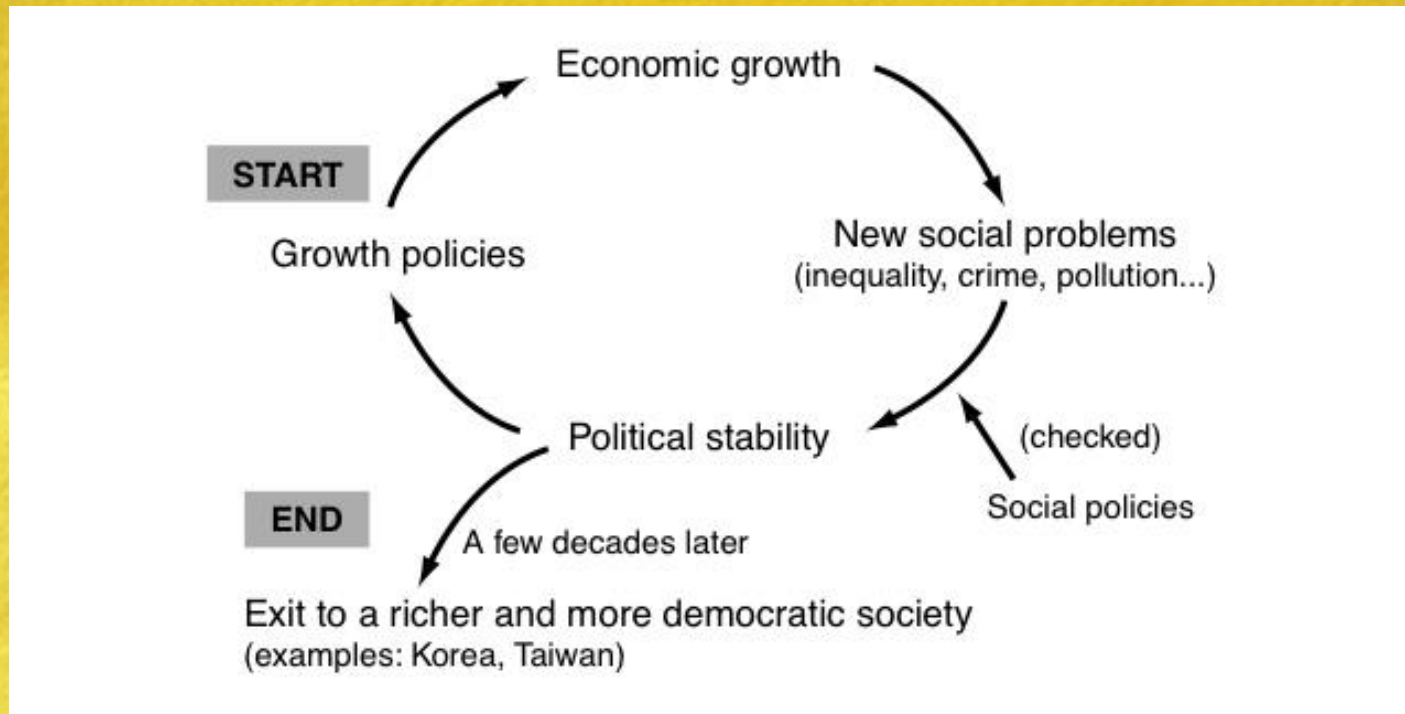 Economic growth
START
Growth policies
New social problems
(inequality, crime, pollution...)
Political stability
(checked)
Social policies
END
A few decades later
Exit to a richer and more democratic society
(examples: Korea, Taiwan)